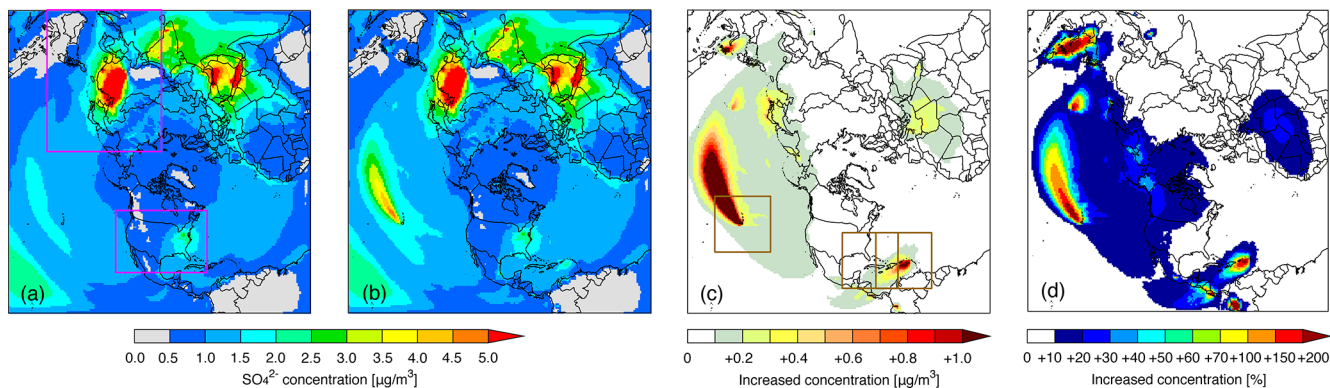 (a)
(b)
(c)
(d)
0.0 0.5 1.0 1.5 2.0 2.5 3.0 3.5 4.0 4.5 5.0
SO₄²⁻ concentration [μg/m³]
0 +0.2 +0.4 +0.6 +0.8 +1.0
Increased concentration [μg/m³]
0 +10 +20 +30 +40 +50 +60 +70 +100 +150 +200
Increased concentration [%]